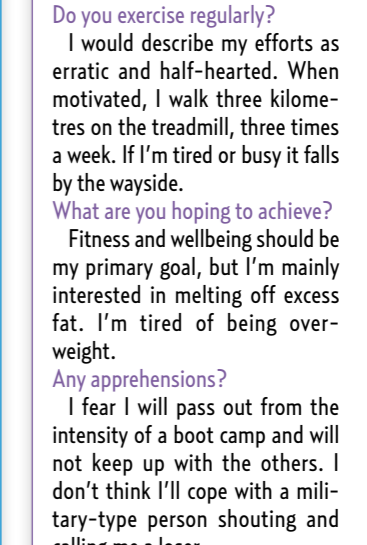 Do you exercise regularly?
I would describe my efforts as
erratic and half-hearted. When
motivated, I walk three kilome-
tres on the treadmill, three times
a week. If I'm tired or busy it falls
by the wayside.
What are you hoping to achieve?
Fitness and wellbeing should be
my primary goal, but I'm mainly
interested in melting off excess
fat. I'm tired of being over-
weight.
Any apprehensions?
I fear I will pass out from the
intensity of a boot camp and will
not keep up with the others. I
don't think I'll cope with a mili-
tary-type person shouting and
calling me a loser.